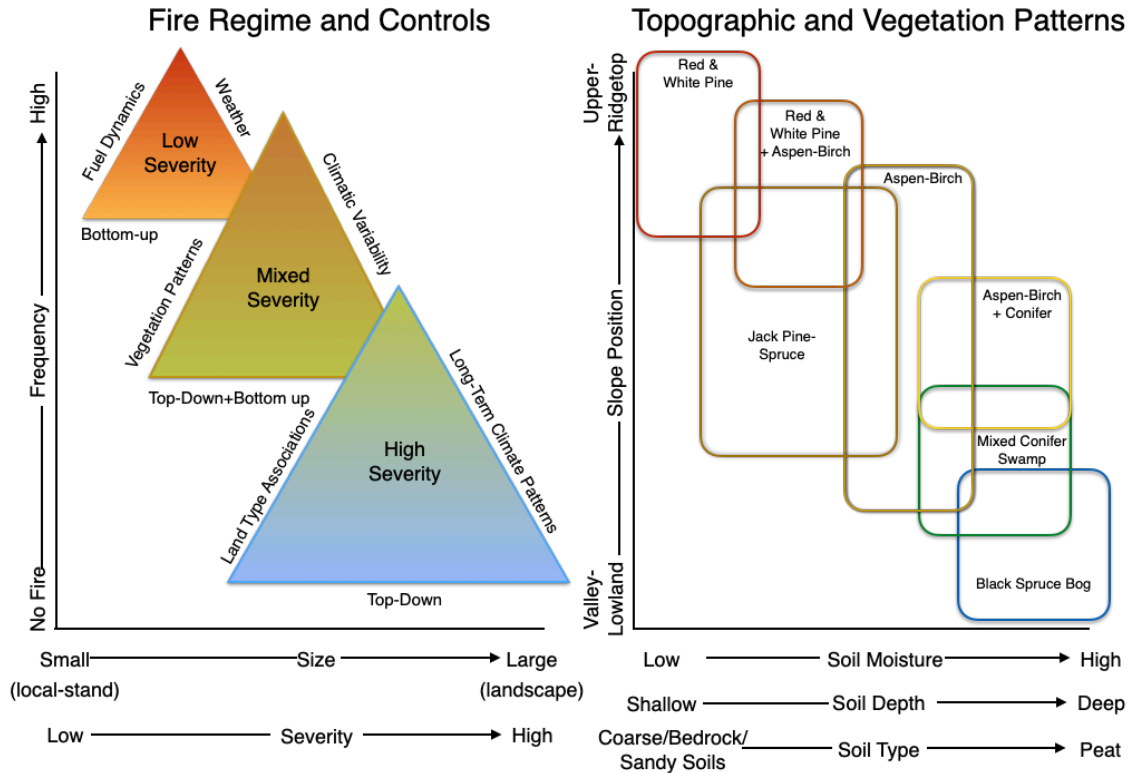 Fire Regime and Controls
High
Frequency
No Fire
Fuel Dynamics
Weather
Low
Severity
Bottom-up
Vegetation Patterns
Climatic Variability
Mixed
Severity
Top-Down+Bottom up
Land Type Associations
Long-Term Climate Patterns
High
Severity
Top-Down
Small
Size
Large
(local-stand)
(landscape)
Low
Severity
High
Topographic and Vegetation Patterns
Upper-
Ridgetop
Slope Position
Valley-
Lowland
Red &
White Pine
Red &
White Pine
+ Aspen-Birch
Aspen-Birch
Jack Pine-
Spruce
Aspen-Birch
+ Conifer
Mixed Conifer
Swamp
Black Spruce Bog
Low
Soil Moisture
High
Shallow
Soil Depth
Deep
Coarse/Bedrock/
Sandy Soils
Soil Type
Peat